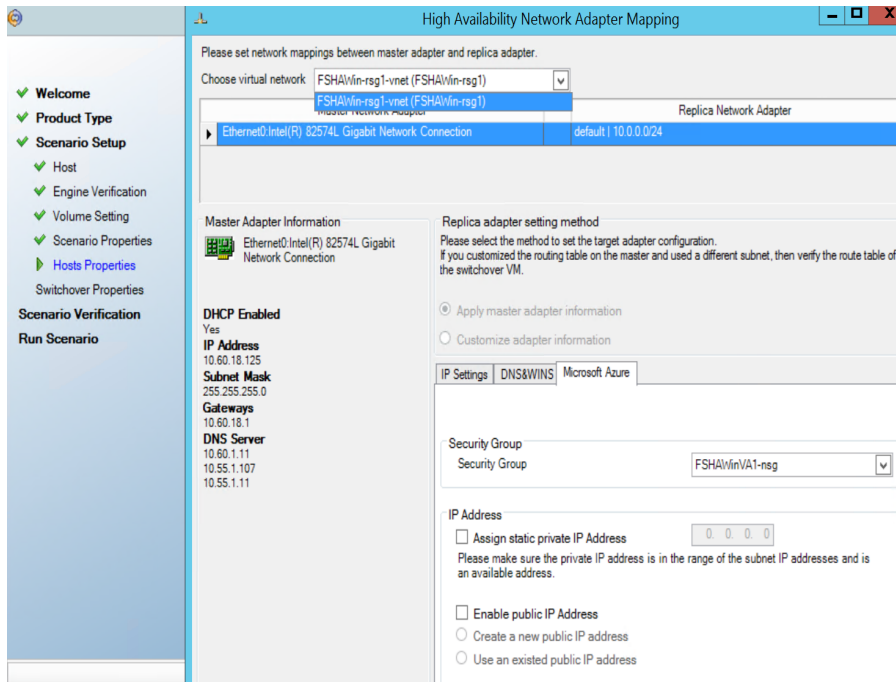 High Availability Network Adapter Mapping
X
Welcome
Product Type
Scenario Setup
Host
Engine Verification
Volume Setting
Scenario Properties
Hosts Properties
Switchover Properties
Scenario Verification
Run Scenario
Please set network mappings between master adapter and replica adapter.
Choose virtual network FSHAWin-rsg1-vnet (FSHAWin-rsg1)
FSHAWin-rsg1-vnet (FSHAWin-rsg1)
Master Network Adapter Replica Network Adapter
Ethernet0:Intel(R) 82574L Gigabit Network Connection default | 10.0.0.0/24
Master Adapter Information
Ethernet0:Intel(R) 82574L Gigabit
Network Connection
DHCP Enabled
Yes
IP Address
10.60.18.125
Subnet Mask
255.255.255.0
Gateways
10.60.18.1
DNS Server
10.60.1.11
10.55.1.107
10.55.1.11
Replica adapter setting method
Please select the method to set the target adapter configuration.
If you customized the routing table on the master and used a different subnet, then verify the route table of
the switchover VM.
Apply master adapter information
Customize adapter information
IP Settings DNS&WINS Microsoft Azure
Security Group
Security Group FSHAWinVA1-nsg
IP Address
Assign static private IP Address 0. 0. 0. 0
Please make sure the private IP address is in the range of the subnet IP addresses and is
an available address.
Enable public IP Address
Create a new public IP address
Use an existed public IP address